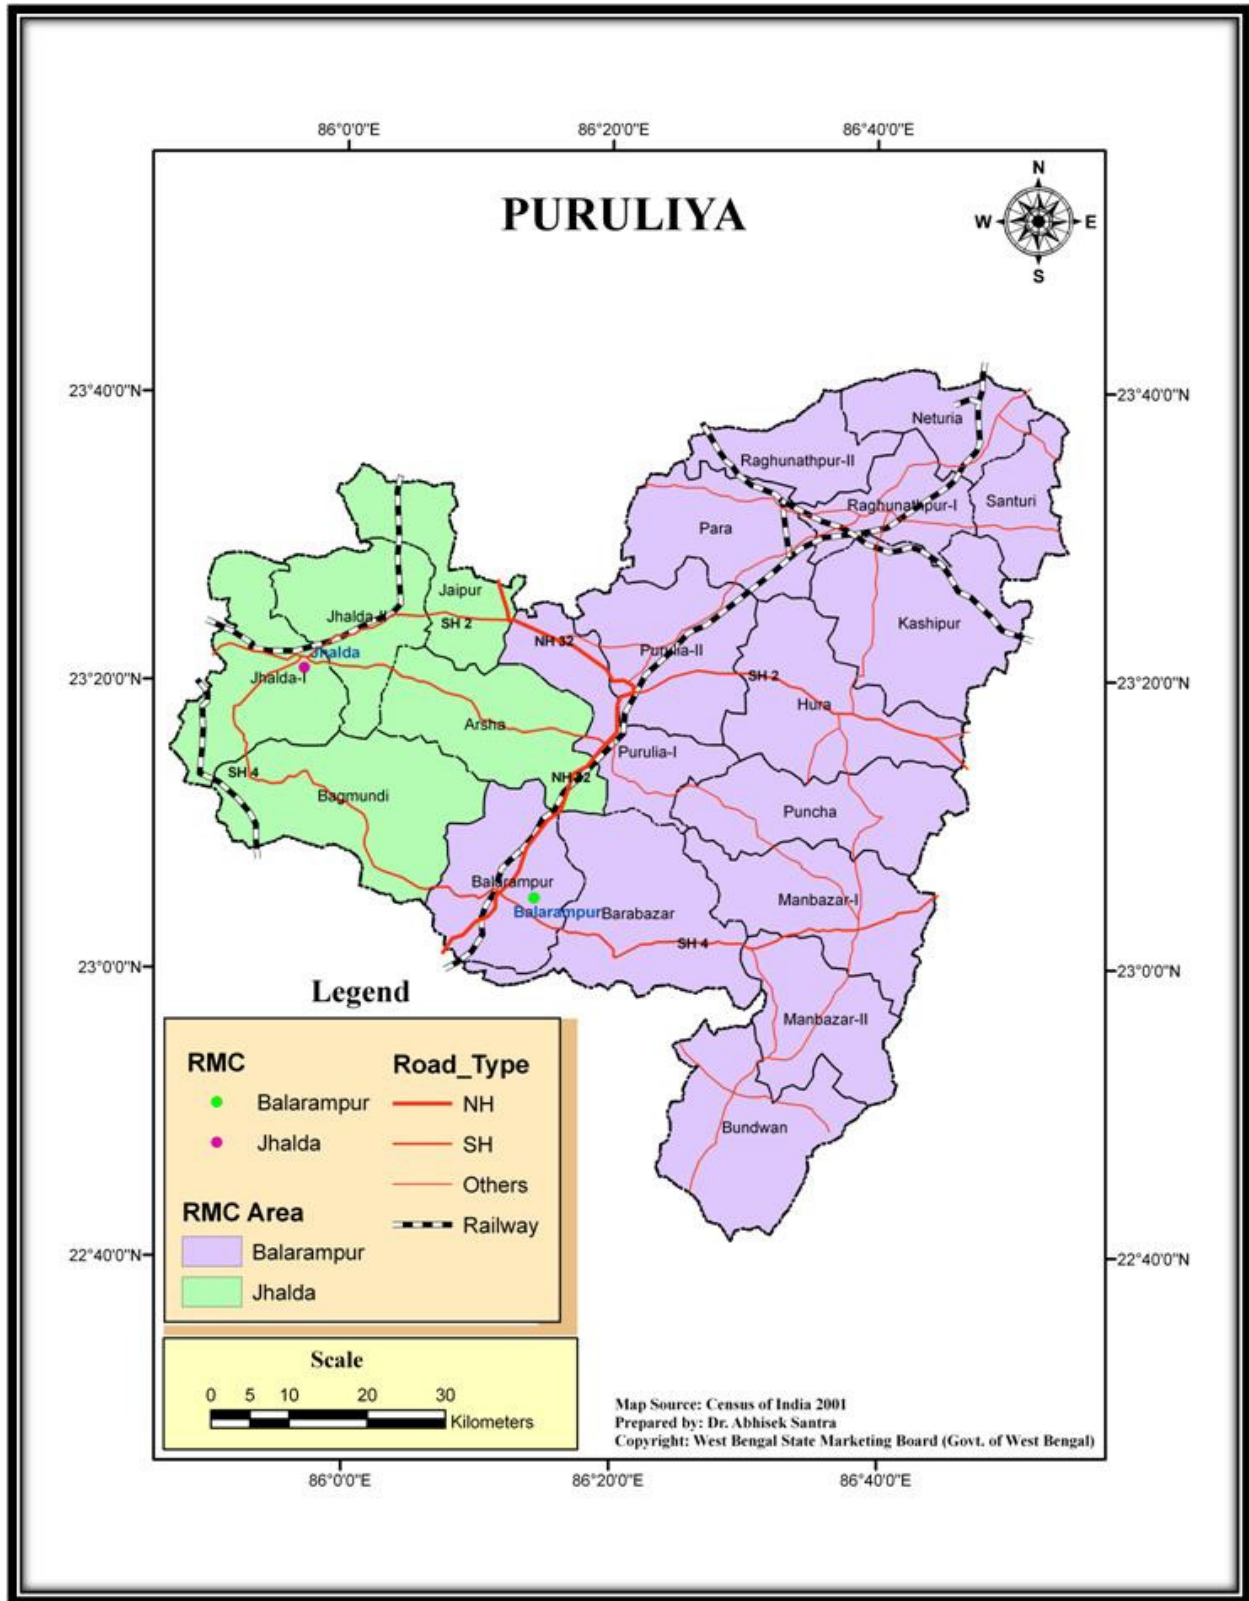 86°0'0"E 86°20'0"E 86°40'0"E
PURULIYA
N
W E
S
23°40'0"N 23°40'0"N
Neturia
Raghunathpur-II
Raghunathpur-I
Santuri
Para
Jaipur
Jhalda-II
SH 2
Kashipur
NH 32
Purulia-II
Jhalda
Jhalda-I
23°20'0"N 23°20'0"N
SH 2
Hura
Arsha
Purulia-I
SH 4
NH 32
Bagmundi
Puncha
Balarampur
Manbazar-I
Balarampur
Barabazar
SH 4
23°0'0"N 23°0'0"N
Manbazar-II
Bundwan
Legend
RMC
Balarampur
Jhalda
RMC Area
Balarampur
Jhalda
Road_Type
NH
SH
Others
Railway
22°40'0"N 22°40'0"N
Scale
0 5 10 20 30
Kilometers
Map Source: Census of India 2001
Prepared by: Dr. Abhisek Santra
Copyright: West Bengal State Marketing Board (Govt. of West Bengal)
86°0'0"E 86°20'0"E 86°40'0"E